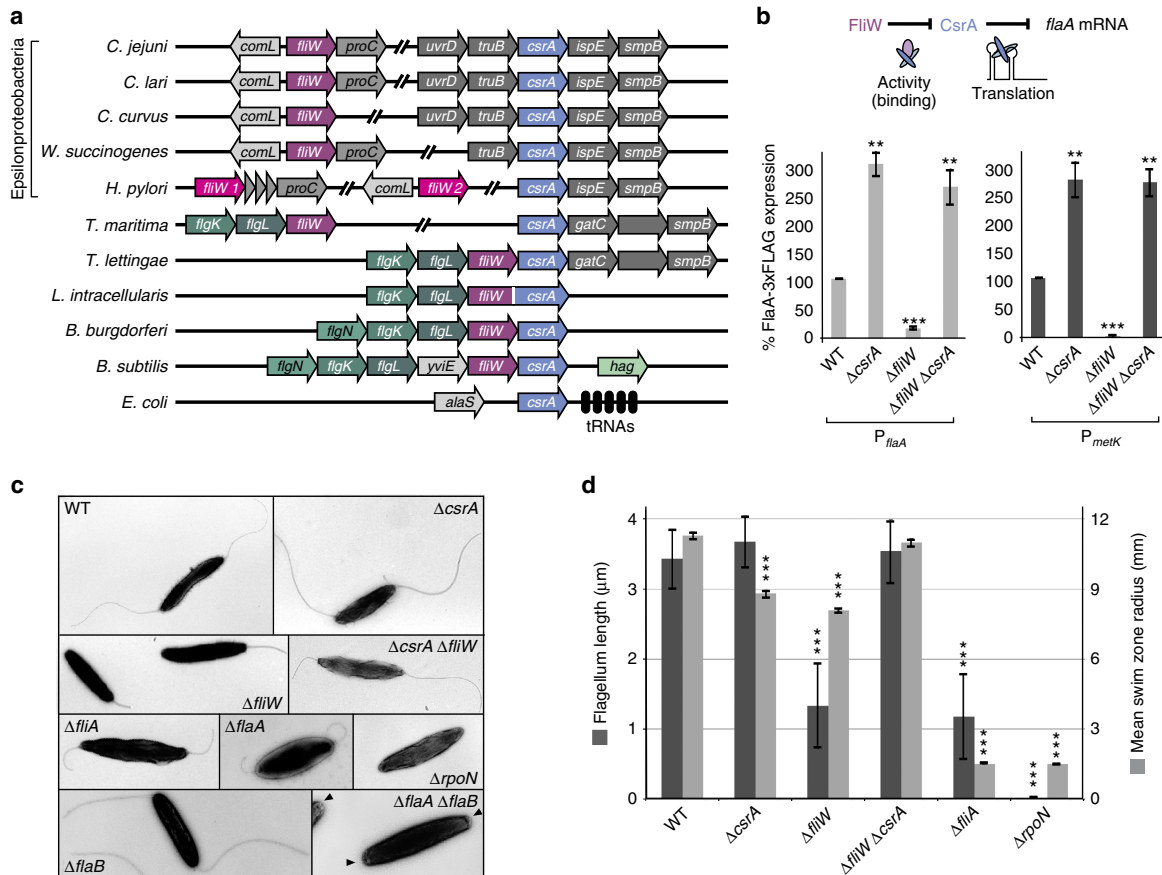 a
Epsilonproteobacteria
C. jejuni comL fliW proC uvrD truB csrA ispE smpB
C. lari comL fliW proC uvrD truB csrA ispE smpB
C. curvus comL fliW uvrD truB csrA ispE smpB
W. succinogenes comL fliW proC truB csrA ispE smpB
H. pylori fliW 1 proC comL fliW 2 csrA ispE smpB
T. maritima flgK flgL fliW csrA gatC smpB
T. lettingae flgK flgL fliW csrA gatC smpB
L. intracellularis flgK flgL fliW csrA
B. burgdorferi flgN flgK flgL fliW csrA
B. subtilis flgN flgK flgL yviE fliW csrA hag
E. coli alaS csrA
tRNAs
b
FliW CsrA flaA mRNA
Activity
(binding)
Translation
% FlaA-3xFLAG expression
300
250
200
150
100
50
0
** *** **
WT ΔcsrA ΔfliW ΔfliW ΔcsrA
PflaA
300
250
200
150
100
50
0
** *** **
WT ΔcsrA ΔfliW ΔfliW ΔcsrA
PmetK
c
WT ΔcsrA
ΔfliW ΔcsrA ΔfliW
ΔfliA ΔflaA ΔrpoN
ΔflaB ΔflaA ΔflaB
d
Flagellum length (μm)
4
3
2
1
0
*** *** *** *** *** *** ***
12
9
6
3
0
Mean swim zone radius (mm)
WT ΔcsrA ΔfliW ΔfliW ΔcsrA ΔfliA ΔrpoN